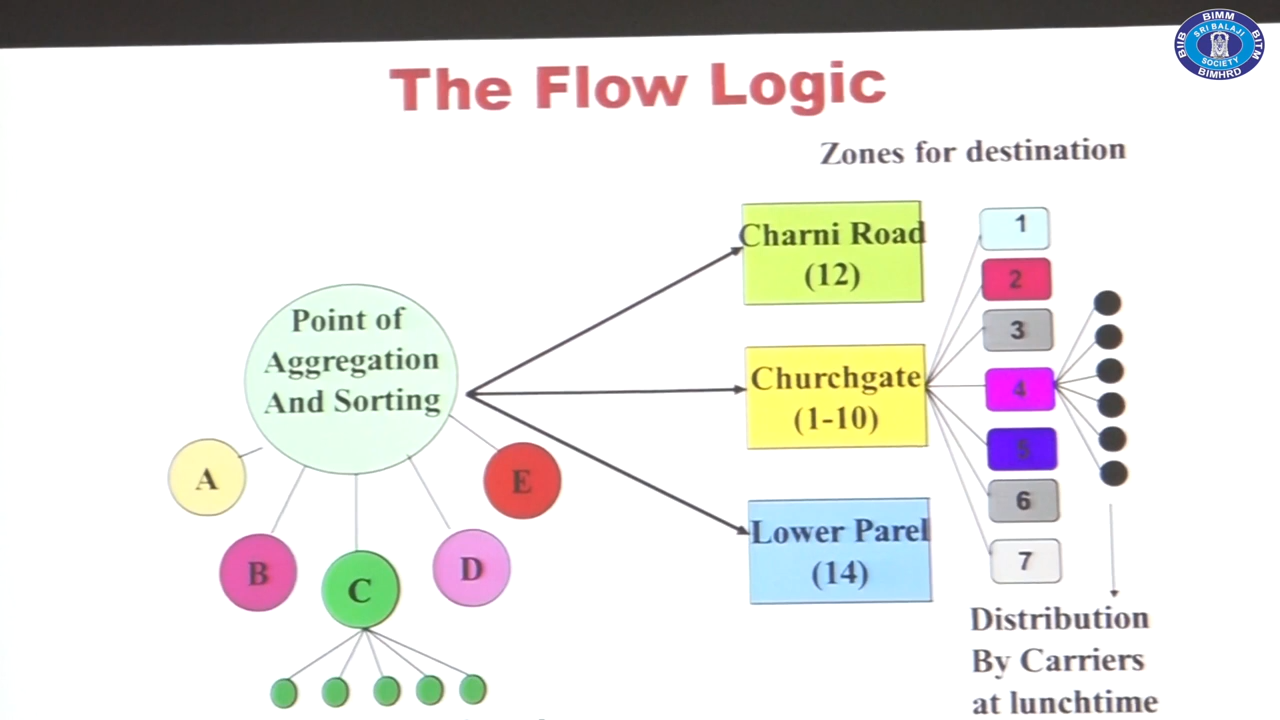 The Flow Logic
BIMM
BIIB
SRI BALAJI
SOCIETY
BITM
BIMHRD
Zones for destination
Point of
Aggregation
And Sorting
A
B
C
D
E
Charni Road
(12)
Churchgate
(1-10)
Lower Parel
(14)
1
2
3
4
5
6
7
Distribution
By Carriers
at lunchtime